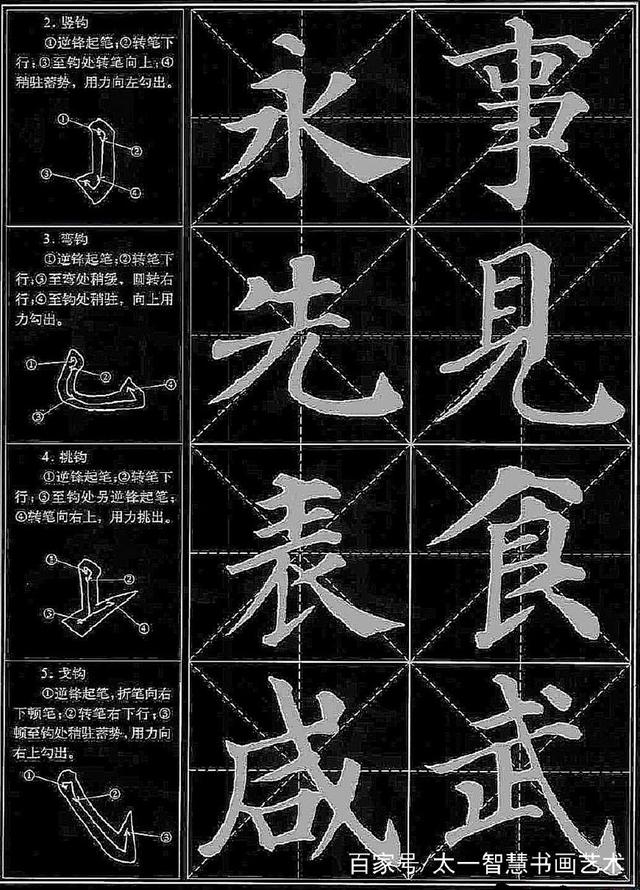 2. 竖钩
①逆锋起笔;②转笔下
行;③至钩处转笔向上;④
稍驻蓄势，用力向左勾出。
① ② ③ ④
永 事
3. 弯钩
①逆锋起笔;②转笔下
行;③至弯处稍缓，圆转右
行;④至钩处稍驻，向上用
力勾出。
① ② ③ ④
先 見
4. 挑钩
①逆锋起笔;②转笔下
行;③至钩处另逆锋起笔;
④转笔向右上，用力挑出。
① ② ③ ④
表 食
5. 戈钩
①逆锋起笔,折笔向右
下顿笔;②转笔右下行;③
顿至钩处稍驻蓄势,用力向
右上勾出。
① ② ③
咸 武
百家号/太一智慧书画艺术